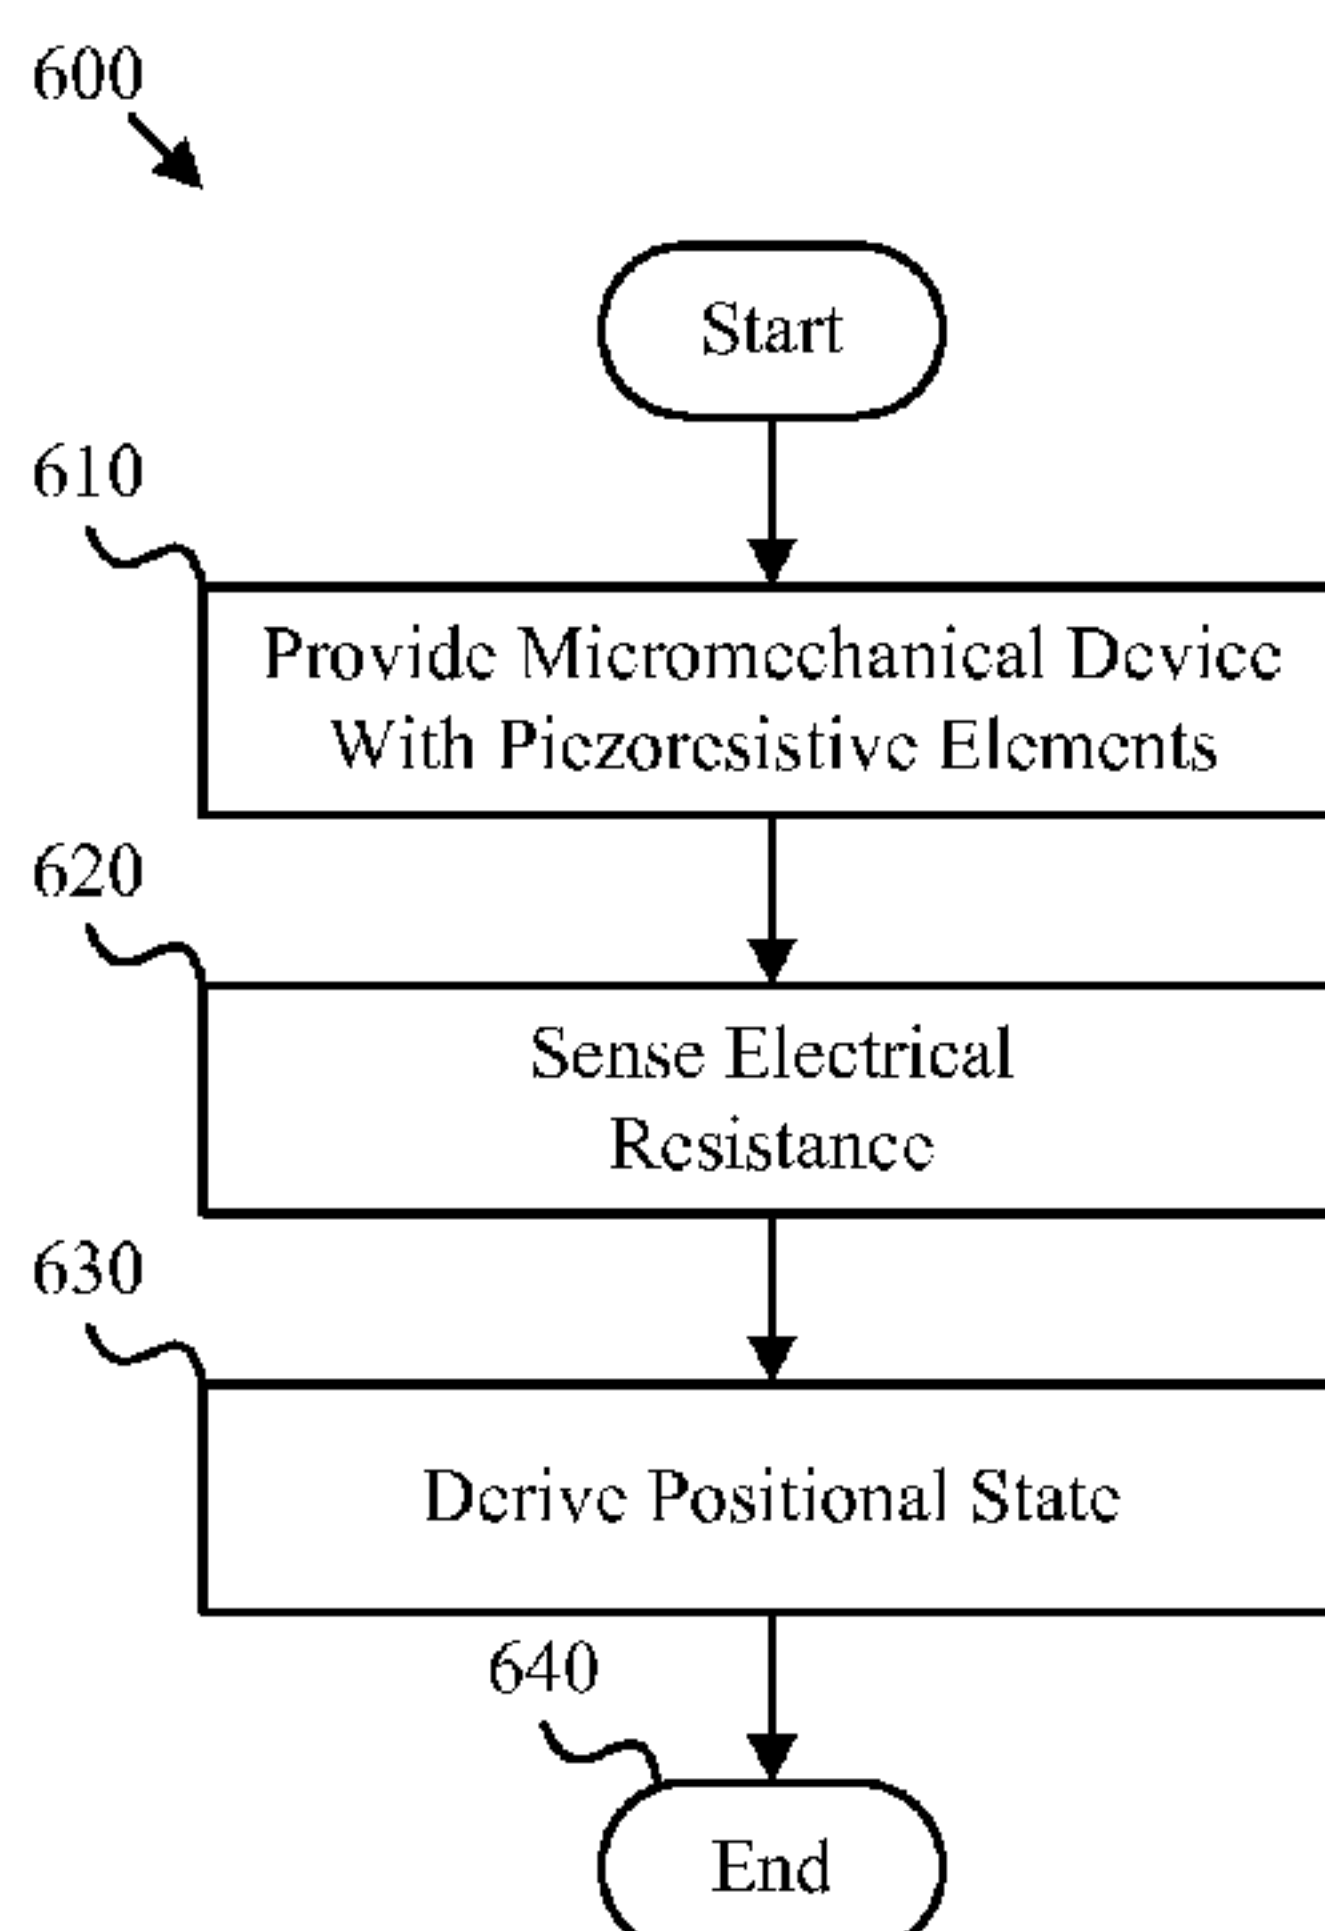 600
Start
610
Provide Micromechanical Device
With Piezoresistive Elements
620
Sense Electrical
Resistance
630
Derive Positional State
640
End